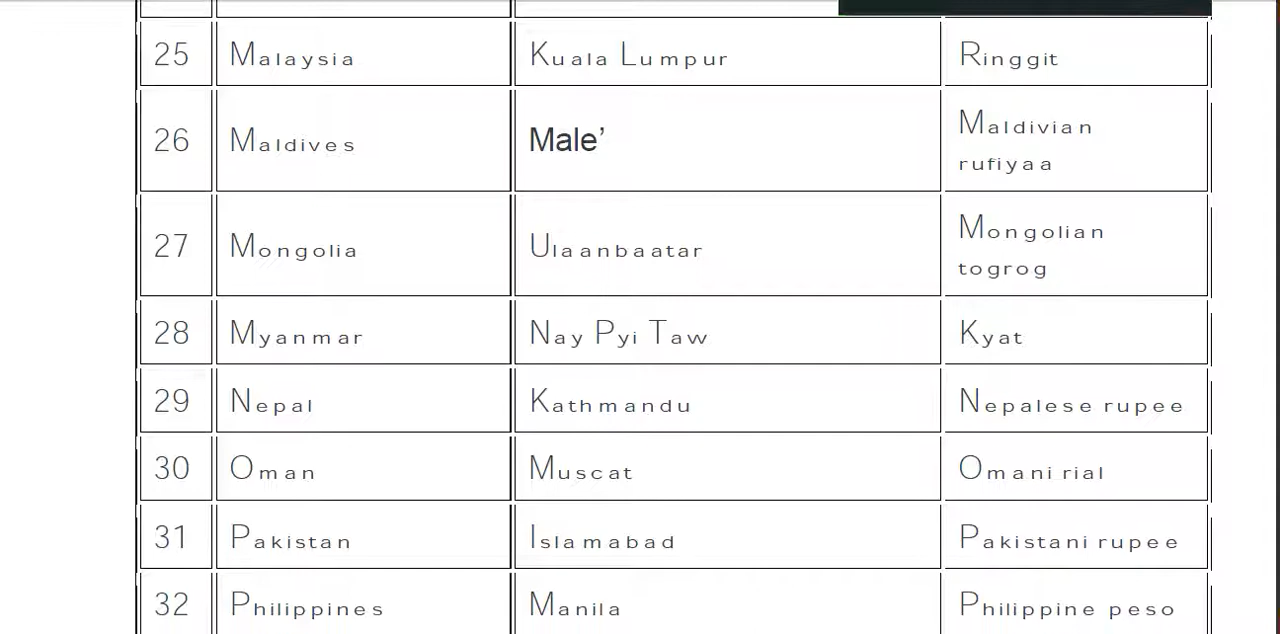 25 Malaysia Kuala Lumpur Ringgit
26 Maldives Male’ Maldivian
rufiyaa
27 Mongolia Ulaanbaatar Mongolian
togrog
28 Myanmar Nay Pyi Taw Kyat
29 Nepal Kathmandu Nepalese rupee
30 Oman Muscat Omani rial
31 Pakistan Islamabad Pakistani rupee
32 Philippines Manila Philippine peso